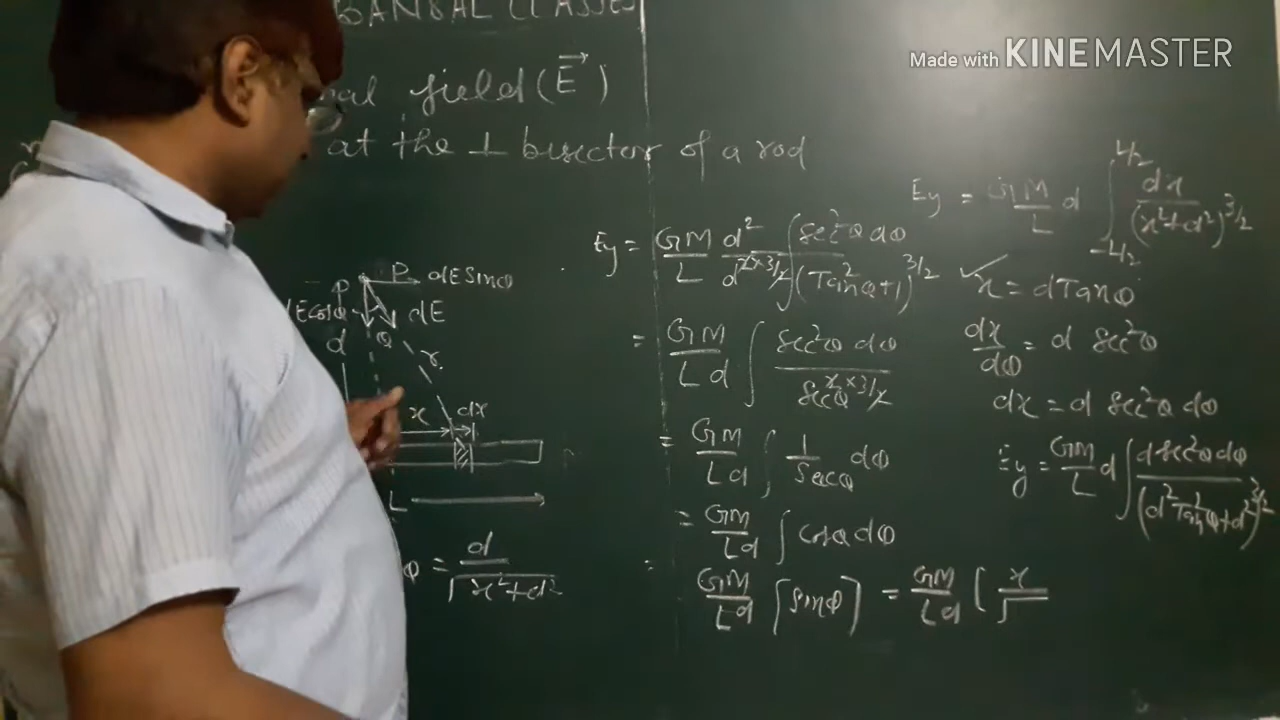 BANSAL CLASSES
Made with KINEMASTER
field (E⃗)
at the ⊥ bisector of a rod
P
P
dE Sinθ
dE Cosθ
dE
d
θ
r
x
dx
L
θ = d/√(x²+d²)
Ey = GM/L d²/d^(2×3/2) ∫ sec²θ dθ/(Tan²θ+1)^(3/2)
= GM/Ld ∫ sec²θ dθ/secθ^(2×3/2)
= GM/Ld ∫ 1/Secθ dθ
= GM/Ld ∫ cosθ dθ
GM/Ld [sinθ] = GM/Ld [x/√
Ey = GM/L d ∫_(-L/2)^(L/2) dx/(x²+d²)^(3/2)
✓ x = d Tanθ
dx/dθ = d sec²θ
dx = d sec²θ dθ
Ey = GM/L d ∫ d sec²θ dθ/(d² Tan²θ + d²)^(3/2)